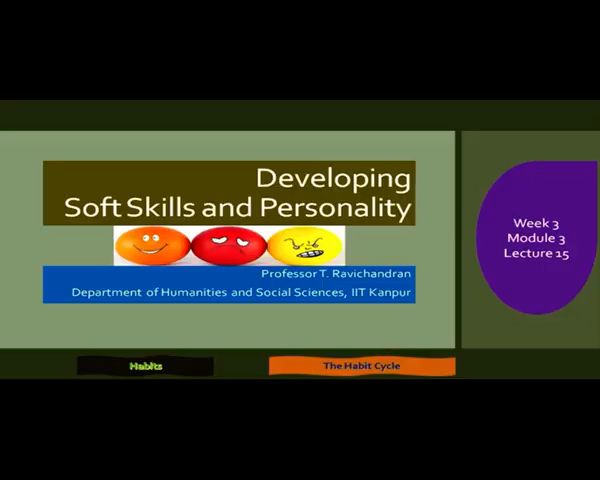 Developing
Soft Skills and Personality
Professor T. Ravichandran
Department of Humanities and Social Sciences, IIT Kanpur
Week 3
Module 3
Lecture 15
Habits
The Habit Cycle